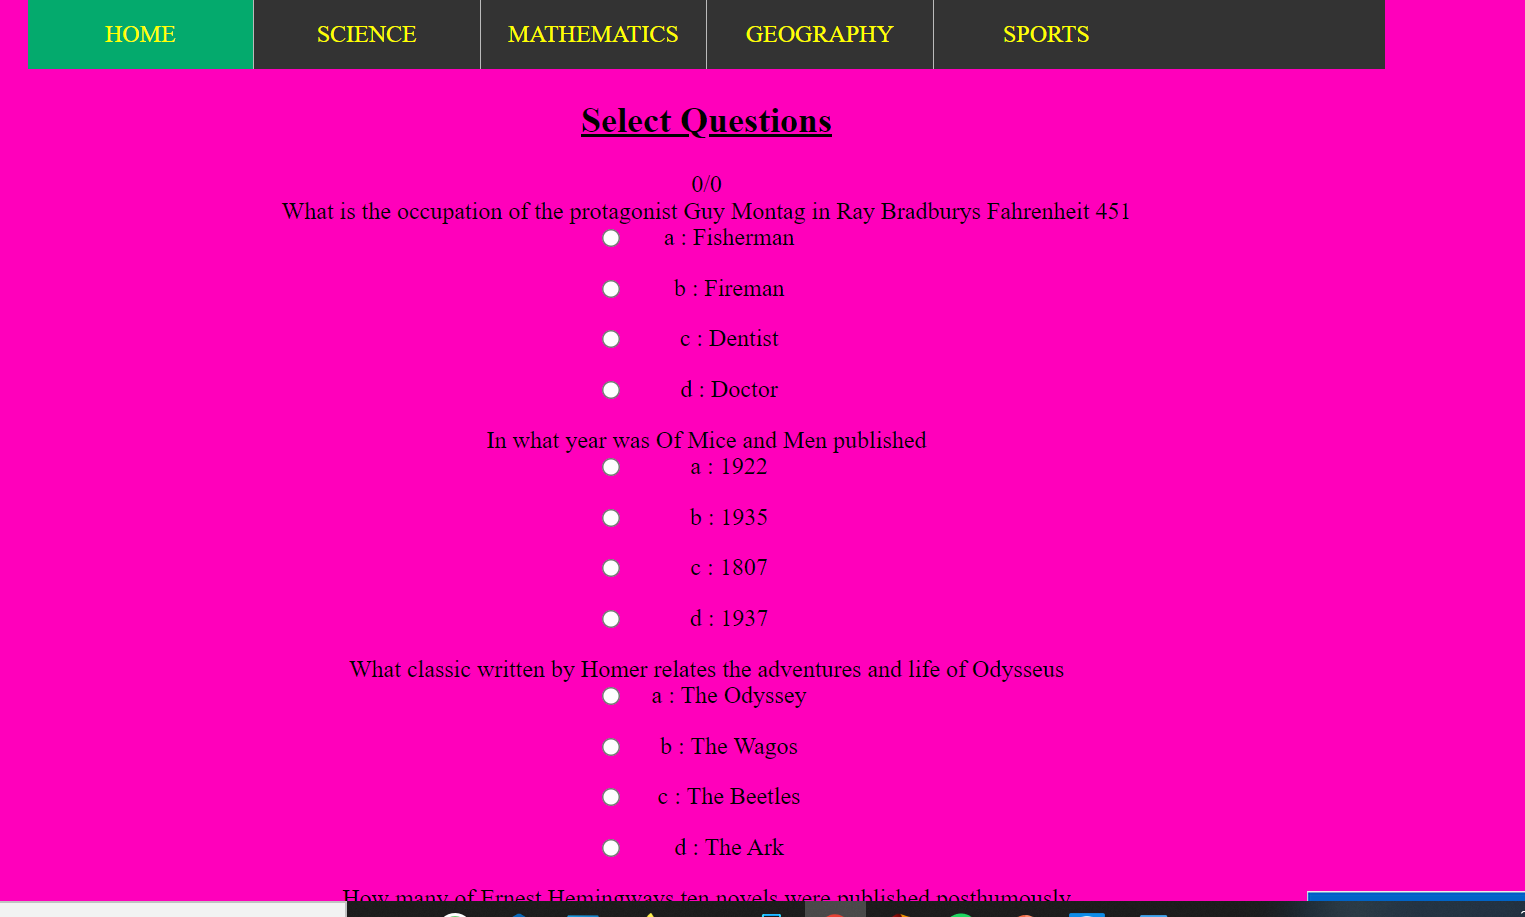 HOME SCIENCE MATHEMATICS GEOGRAPHY SPORTS
Select Questions
0/0
What is the occupation of the protagonist Guy Montag in Ray Bradburys Fahrenheit 451
a : Fisherman
b : Fireman
c : Dentist
d : Doctor
In what year was Of Mice and Men published
a : 1922
b : 1935
c : 1807
d : 1937
What classic written by Homer relates the adventures and life of Odysseus
a : The Odyssey
b : The Wagos
c : The Beetles
d : The Ark
How many of Ernest Hemingways ten novels were published posthumously